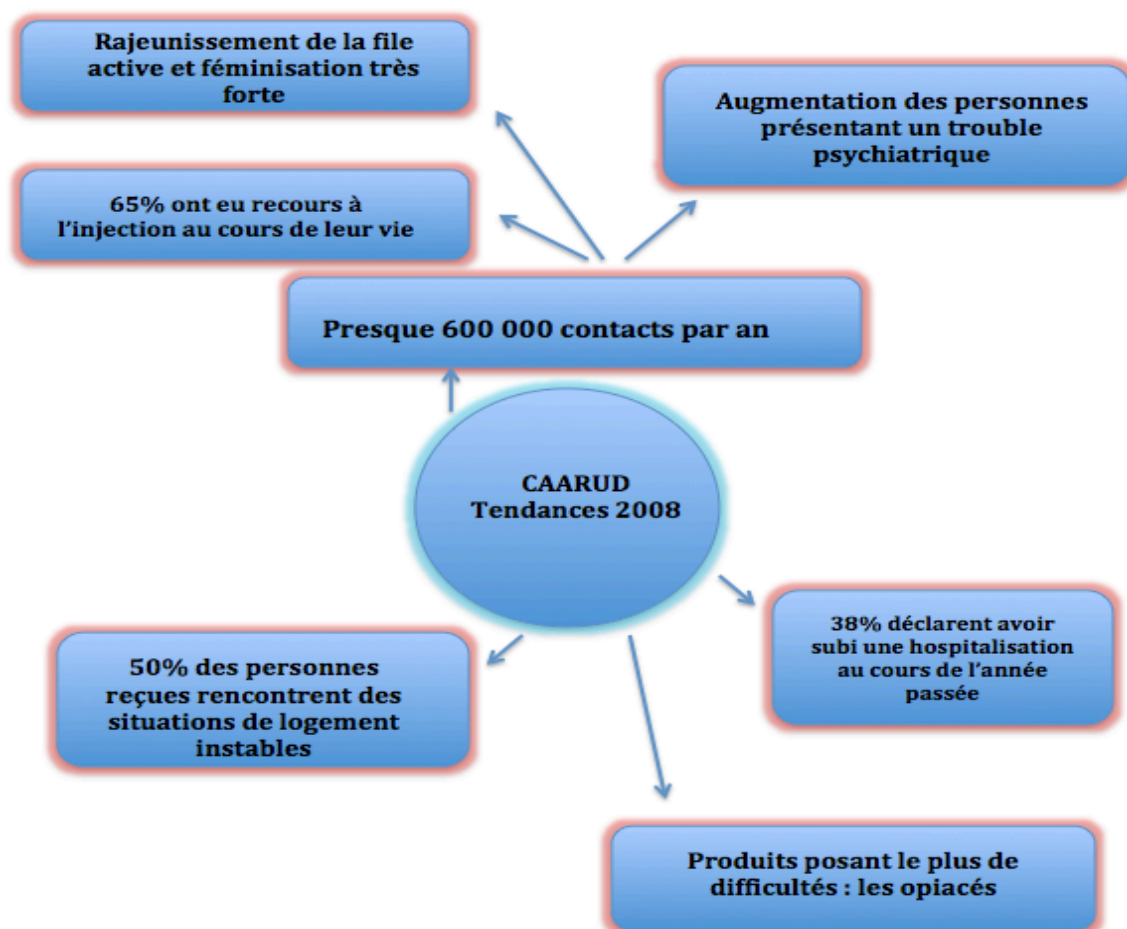 Rajeunissement de la file
active et féminisation très
forte
Augmentation des personnes
présentant un trouble
psychiatrique
65% ont eu recours à
l'injection au cours de leur vie
Presque 600 000 contacts par an
CAARUD
Tendances 2008
38% déclarent avoir
subi une hospitalisation
au cours de l'année
passée
50% des personnes
reçues rencontrent des
situations de logement
instables
Produits posant le plus de
difficultés : les opiacés